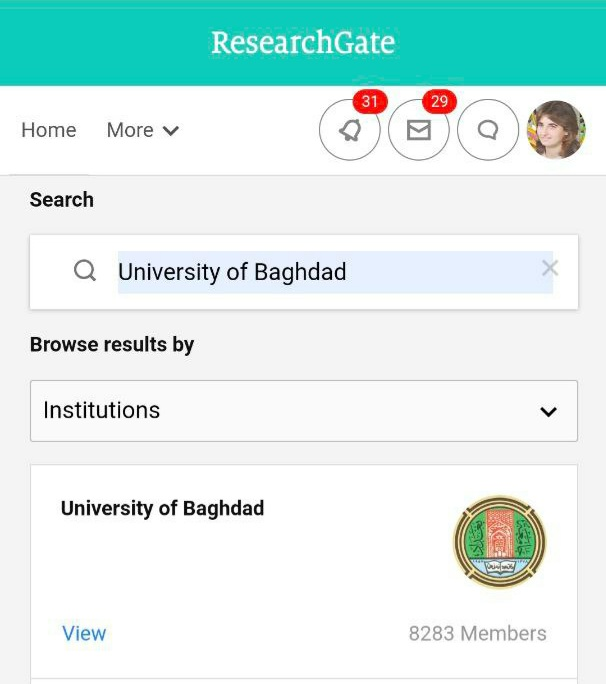 ResearchGate
31
29
Home
More
Search
University of Baghdad
Browse results by
Institutions
University of Baghdad
View
8283 Members